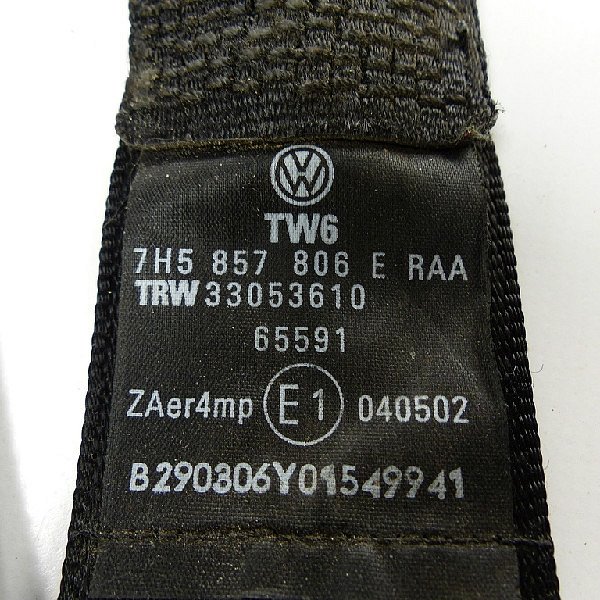 TW6
7H5 857 806 E RAA
TRW 33053610
65591
ZAer4mp E1 040502
B290306Y01549941